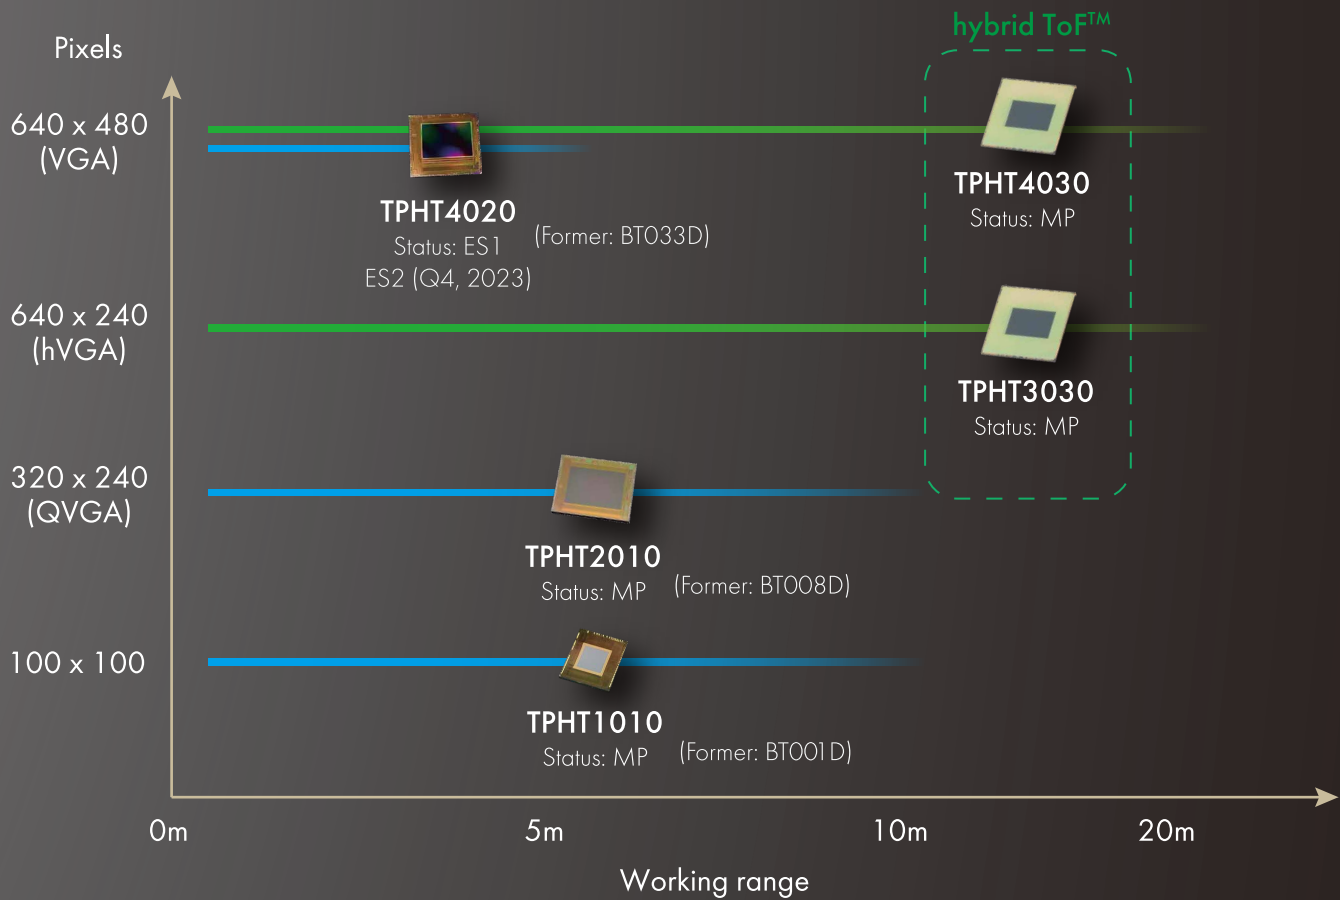 hybrid ToF™
Pixels
640 x 480
(VGA)
TPHT4030
Status: MP
TPHT4020
Status: ES1
ES2 (Q4, 2023)
(Former: BT033D)
640 x 240
(hVGA)
TPHT3030
Status: MP
320 x 240
(QVGA)
TPHT2010
Status: MP
(Former: BT008D)
100 x 100
TPHT1010
Status: MP
(Former: BT001D)
0m
5m
10m
20m
Working range